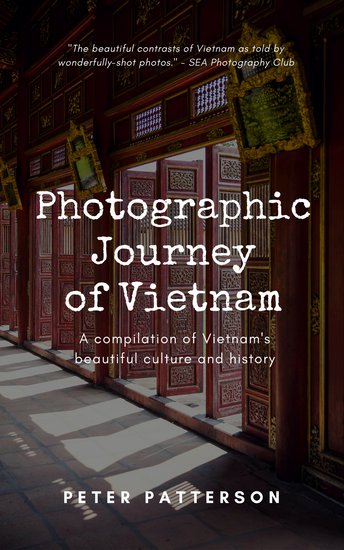 "The beautiful contrasts of Vietnam as told by
wonderfully-shot photos." – SEA Photography Club
Photographic
Journey
of Vietnam
A compilation of Vietnam's
beautiful culture and history
PETER PATTERSON